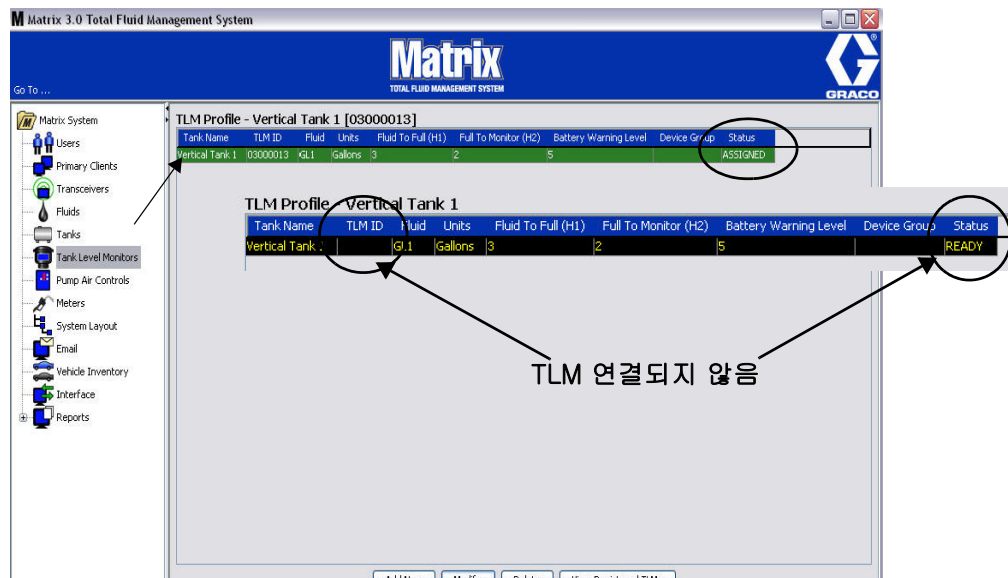 Matrix 3.0 Total Fluid Management System
Go To ...
Matrix
TOTAL FLUID MANAGEMENT SYSTEM
GRACO
Matrix System
Users
Primary Clients
Transceivers
Fluids
Tanks
Tank Level Monitors
Pump Air Controls
Meters
System Layout
Email
Vehicle Inventory
Interface
Reports
TLM Profile - Vertical Tank 1 [03000013]
Tank Name TLM ID Fluid Units Fluid To Full (H1) Full To Monitor (H2) Battery Warning Level Device Group Status
Vertical Tank 1 03000013 GL1 Gallons 3 2 5 ASSIGNED
TLM Profile - Vertical Tank 1
Tank Name TLM ID Fluid Units Fluid To Full (H1) Full To Monitor (H2) Battery Warning Level Device Group Status
Vertical Tank GL1 Gallons 3 2 5 READY
TLM 연결되지 않음